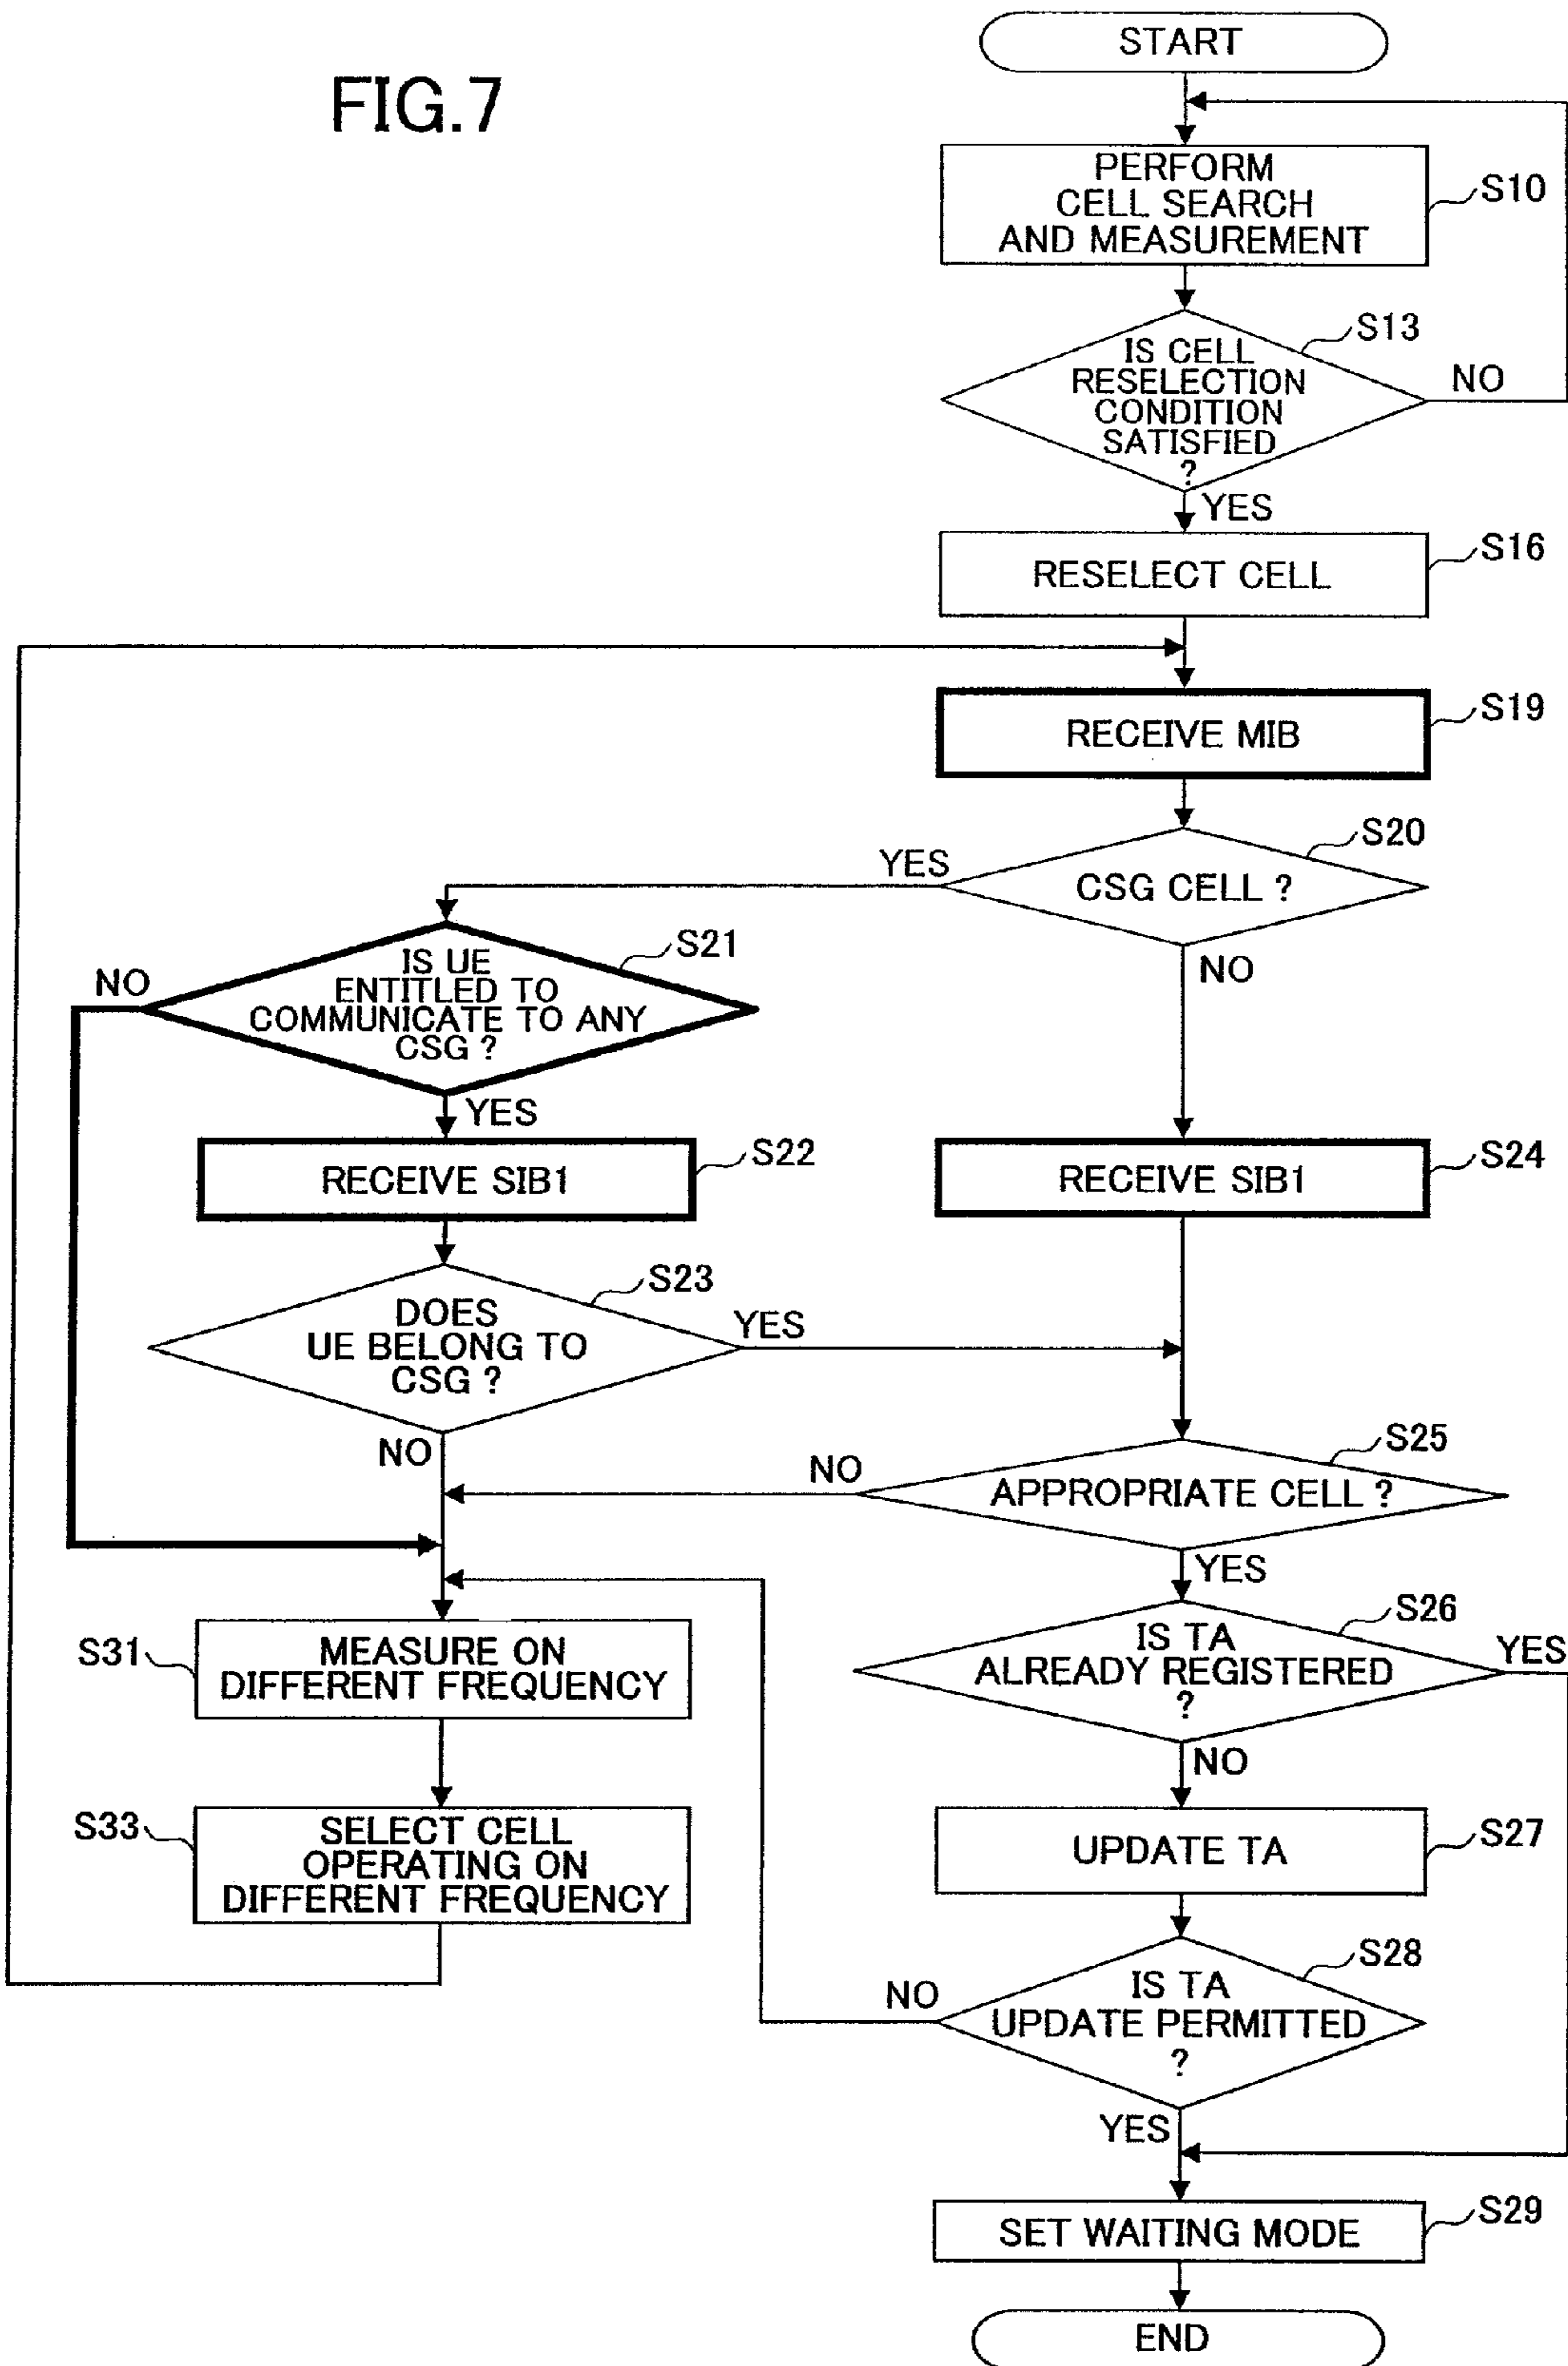 FIG.7
START
PERFORM
CELL SEARCH
AND MEASUREMENT
S10
IS CELL
RESELECTION
CONDITION
SATISFIED
?
S13
NO
YES
RESELECT CELL
S16
RECEIVE MIB
S19
CSG CELL ?
S20
YES
NO
IS UE
ENTITLED TO
COMMUNICATE TO ANY
CSG ?
S21
NO
YES
RECEIVE SIB1
S22
RECEIVE SIB1
S24
DOES
UE BELONG TO
CSG ?
S23
YES
NO
APPROPRIATE CELL ?
S25
NO
YES
IS TA
ALREADY REGISTERED
?
S26
YES
NO
S31
MEASURE ON
DIFFERENT FREQUENCY
S33
SELECT CELL
OPERATING ON
DIFFERENT FREQUENCY
UPDATE TA
S27
IS TA
UPDATE PERMITTED
?
S28
NO
YES
SET WAITING MODE
S29
END